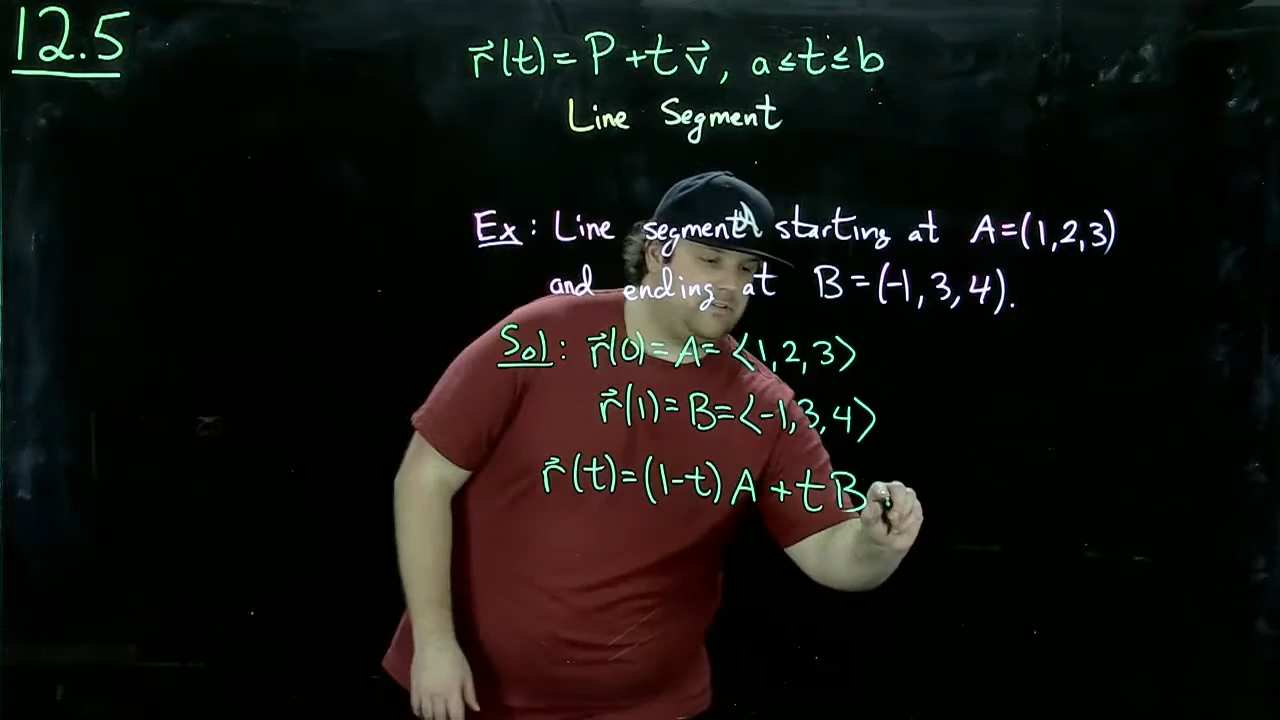 12.5
r⃗(t) = P + t v⃗, a ≤ t ≤ b
Line Segment
Ex: Line segment starting at A=(1,2,3)
and ending at B=(-1,3,4).
Sol: r⃗(0) = A = ⟨1,2,3⟩
r⃗(1) = B = ⟨-1,3,4⟩
r⃗(t) = (1-t) A + t B